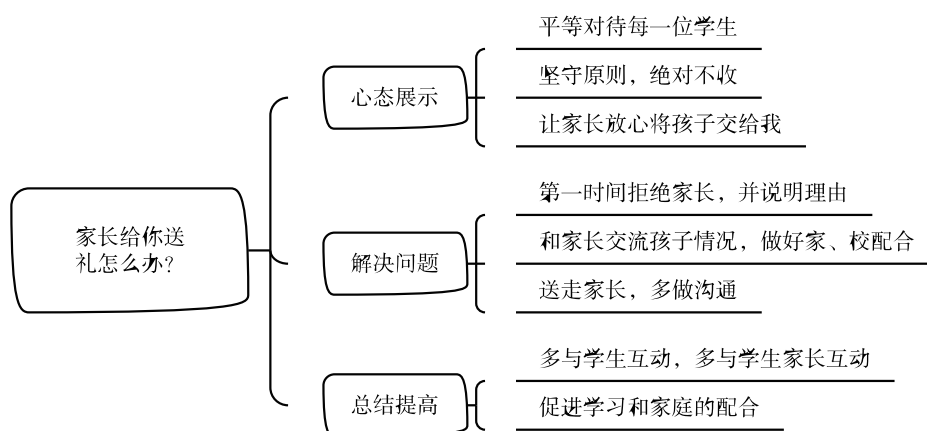 家长给你送
礼怎么办?
心态展示
平等对待每一位学生
坚守原则，绝对不收
让家长放心将孩子交给我
解决问题
第一时间拒绝家长，并说明理由
和家长交流孩子情况，做好家、校配合
送走家长，多做沟通
总结提高
多与学生互动，多与学生家长互动
促进学习和家庭的配合